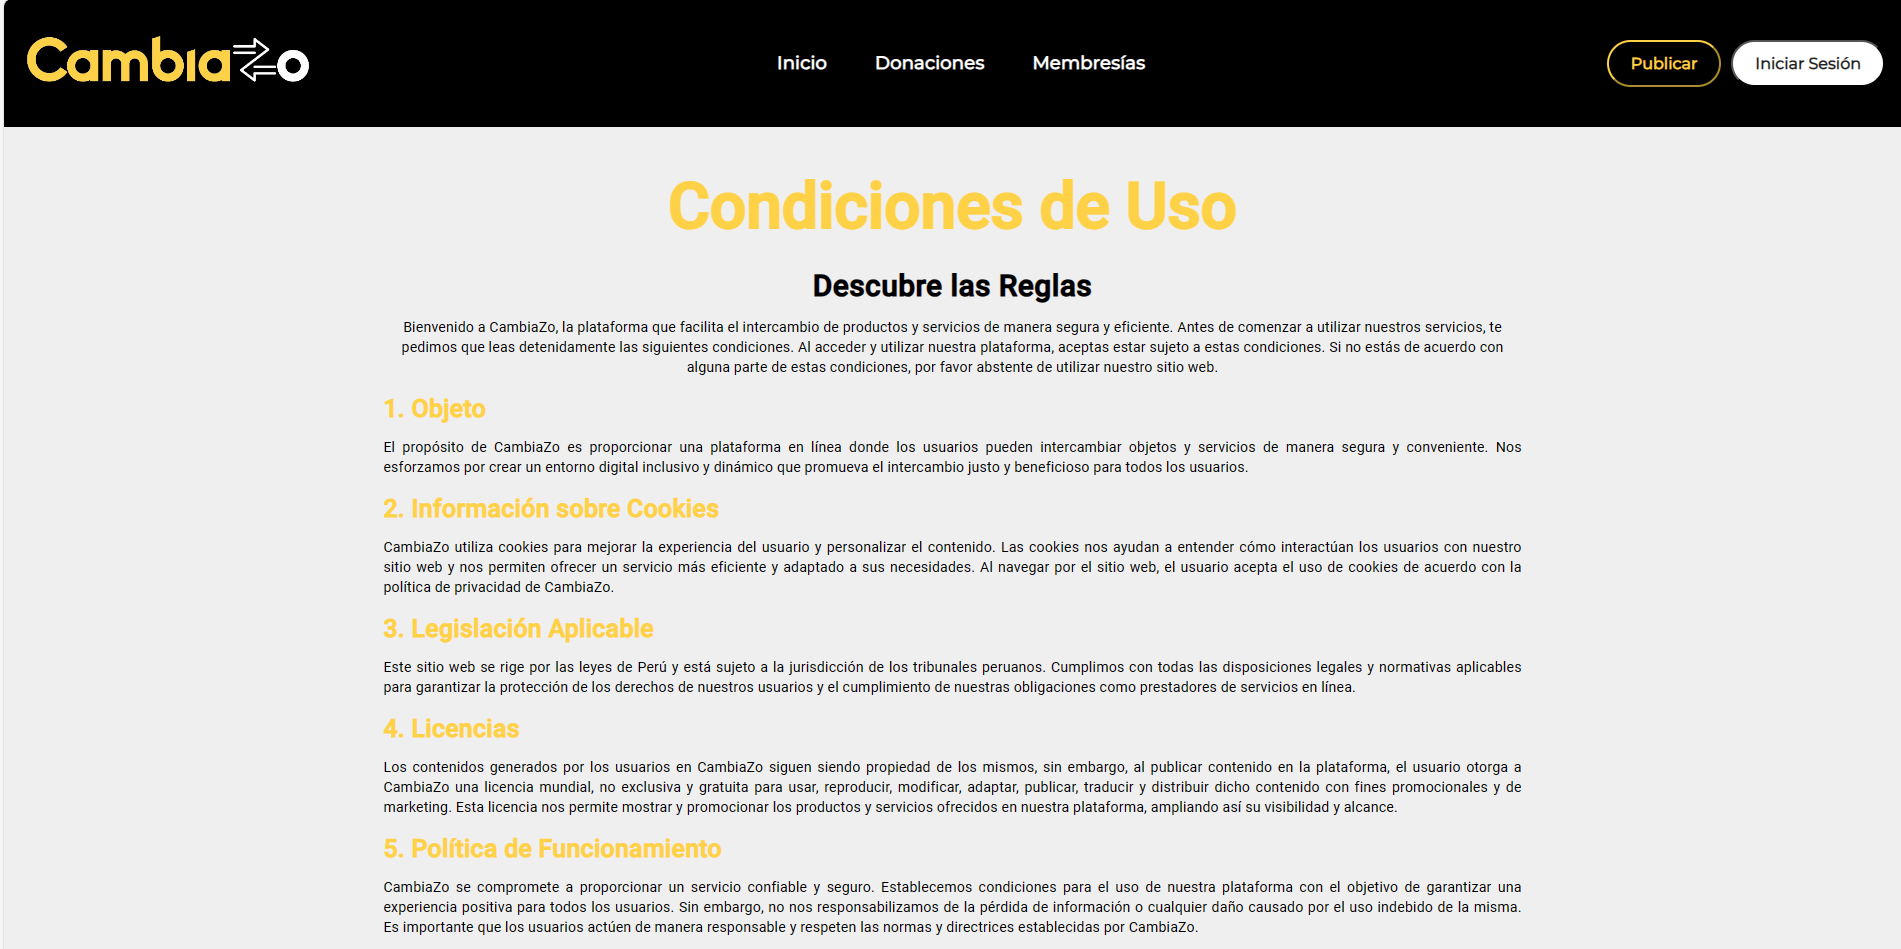 CambiaZo
Inicio Donaciones Membresías Publicar Iniciar Sesión
Condiciones de Uso
Descubre las Reglas
Bienvenido a CambiaZo, la plataforma que facilita el intercambio de productos y servicios de manera segura y eficiente. Antes de comenzar a utilizar nuestros servicios, te
pedimos que leas detenidamente las siguientes condiciones. Al acceder y utilizar nuestra plataforma, aceptas estar sujeto a estas condiciones. Si no estás de acuerdo con
alguna parte de estas condiciones, por favor abstente de utilizar nuestro sitio web.
1. Objeto
El propósito de CambiaZo es proporcionar una plataforma en línea donde los usuarios pueden intercambiar objetos y servicios de manera segura y conveniente. Nos
esforzamos por crear un entorno digital inclusivo y dinámico que promueva el intercambio justo y beneficioso para todos los usuarios.
2. Información sobre Cookies
CambiaZo utiliza cookies para mejorar la experiencia del usuario y personalizar el contenido. Las cookies nos ayudan a entender cómo interactúan los usuarios con nuestro
sitio web y nos permiten ofrecer un servicio más eficiente y adaptado a sus necesidades. Al navegar por el sitio web, el usuario acepta el uso de cookies de acuerdo con la
política de privacidad de CambiaZo.
3. Legislación Aplicable
Este sitio web se rige por las leyes de Perú y está sujeto a la jurisdicción de los tribunales peruanos. Cumplimos con todas las disposiciones legales y normativas aplicables
para garantizar la protección de los derechos de nuestros usuarios y el cumplimiento de nuestras obligaciones como prestadores de servicios en línea.
4. Licencias
Los contenidos generados por los usuarios en CambiaZo siguen siendo propiedad de los mismos, sin embargo, al publicar contenido en la plataforma, el usuario otorga a
CambiaZo una licencia mundial, no exclusiva y gratuita para usar, reproducir, modificar, adaptar, publicar, traducir y distribuir dicho contenido con fines promocionales y de
marketing. Esta licencia nos permite mostrar y promocionar los productos y servicios ofrecidos en nuestra plataforma, ampliando así su visibilidad y alcance.
5. Política de Funcionamiento
CambiaZo se compromete a proporcionar un servicio confiable y seguro. Establecemos condiciones para el uso de nuestra plataforma con el objetivo de garantizar una
experiencia positiva para todos los usuarios. Sin embargo, no nos responsabilizamos de la pérdida de información o cualquier daño causado por el uso indebido de la misma.
Es importante que los usuarios actúen de manera responsable y respeten las normas y directrices establecidas por CambiaZo.